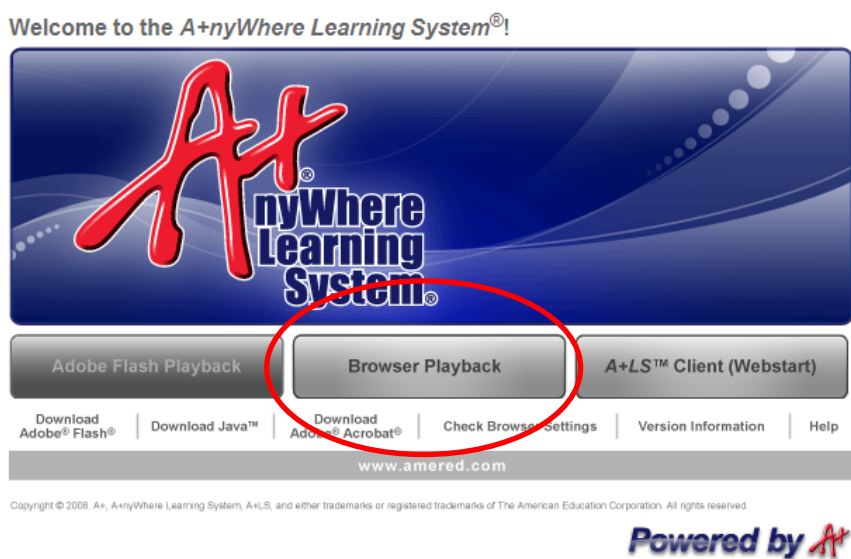 Welcome to the A+nyWhere Learning System®!
A+®
nyWhere
Learning
System®
Adobe Flash Playback
Browser Playback
A+LS™ Client (Webstart)
Download
Adobe® Flash®
Download Java™
Download
Adobe® Acrobat®
Check Browser Settings
Version Information
Help
www.amered.com
Copyright © 2008. A+, A+nyWhere Learning System, A+LS, and either trademarks or registered trademarks of The American Education Corporation. All rights reserved.
Powered by A+